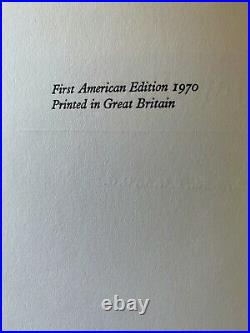 First American Edition 1970
Printed in Great Britain